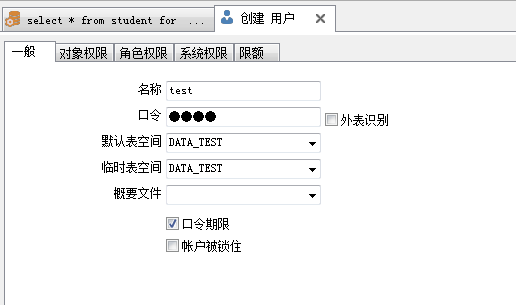 select * from student for ... 创建 用户
一般 对象权限 角色权限 系统权限 限额
名称 test
口令 ●●●● 外表识别
默认表空间 DATA_TEST
临时表空间 DATA_TEST
概要文件
口令期限
帐户被锁住